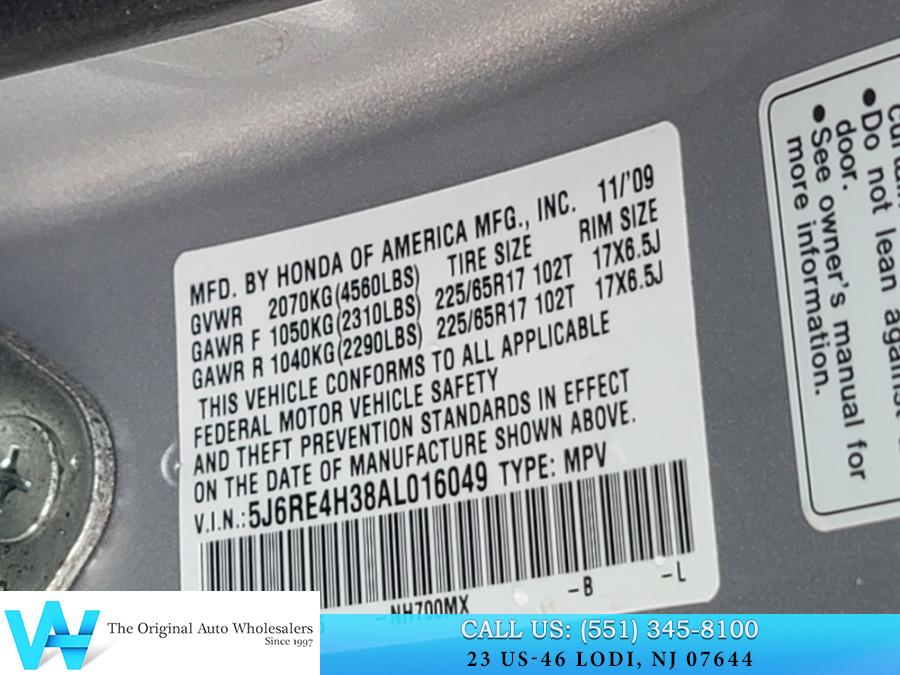 MFD. BY HONDA OF AMERICA MFG., INC. 11/'09
GVWR 2070KG(4560LBS) TIRE SIZE RIM SIZE
GAWR F 1050KG(2310LBS) 225/65R17 102T 17X6.5J
GAWR R 1040KG(2290LBS) 225/65R17 102T 17X6.5J
THIS VEHICLE CONFORMS TO ALL APPLICABLE
FEDERAL MOTOR VEHICLE SAFETY
AND THEFT PREVENTION STANDARDS IN EFFECT
ON THE DATE OF MANUFACTURE SHOWN ABOVE.
V.I.N.:5J6RE4H38AL016049 TYPE: MPV
-NH700MX -B -L
●Do not lean against
door.
●See owner's manual for
more information.
The Original Auto Wholesalers
Since 1997
CALL US: (551) 345-8100
23 US-46 LODI, NJ 07644